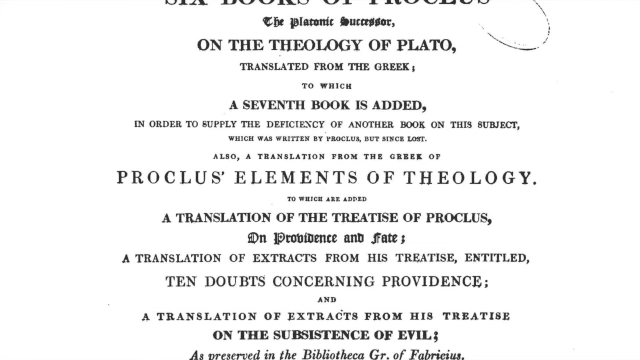 SIX BOOKS OF PROCLUS
The Platonic Successor,
ON THE THEOLOGY OF PLATO,
TRANSLATED FROM THE GREEK;
TO WHICH
A SEVENTH BOOK IS ADDED,
IN ORDER TO SUPPLY THE DEFICIENCY OF ANOTHER BOOK ON THIS SUBJECT,
WHICH WAS WRITTEN BY PROCLUS, BUT SINCE LOST.
ALSO, A TRANSLATION FROM THE GREEK OF
PROCLUS' ELEMENTS OF THEOLOGY.
TO WHICH ARE ADDED
A TRANSLATION OF THE TREATISE OF PROCLUS,
On Providence and Fate;
A TRANSLATION OF EXTRACTS FROM HIS TREATISE, ENTITLED,
TEN DOUBTS CONCERNING PROVIDENCE;
AND
A TRANSLATION OF EXTRACTS FROM HIS TREATISE
ON THE SUBSISTENCE OF EVIL;
As preserved in the Bibliotheca Gr. of Fabricius.